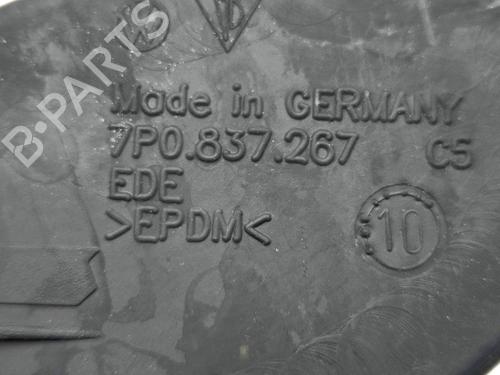 B-PARTS
Made in GERMANY
7P0.837.267 C5
EDE
>EPDM<
10